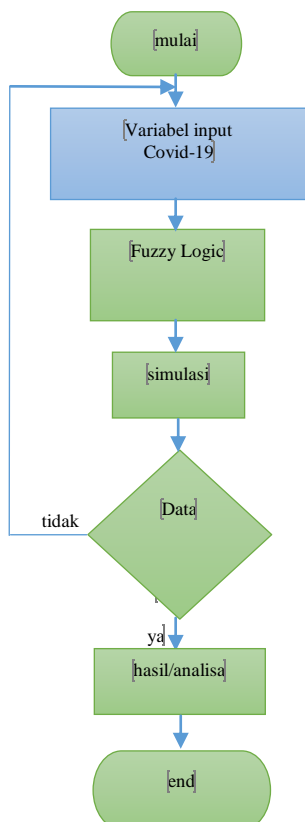 mulai
Variabel input
Covid-19
Fuzzy Logic
simulasi
Data
tidak
ya
hasil/analisa
end